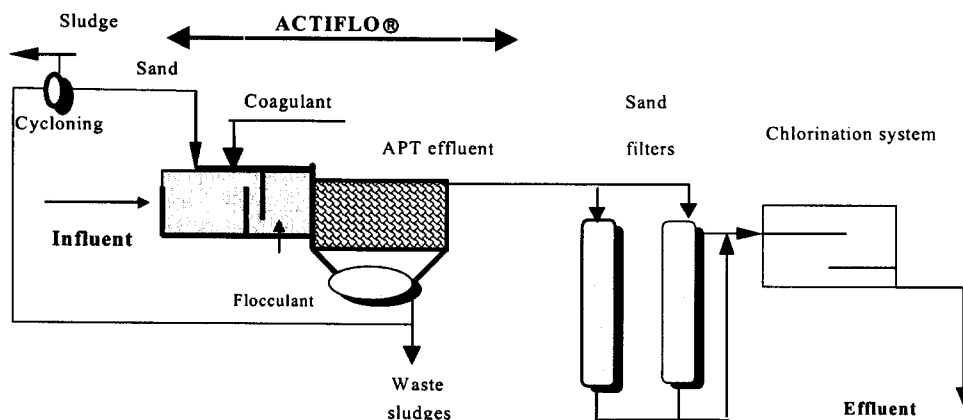 ACTIFLO®
Sludge
Sand
Cycloning
Coagulant
Sand
filters
APT effluent
Chlorination system
Influent
Flocculant
Waste
sludges
Effluent